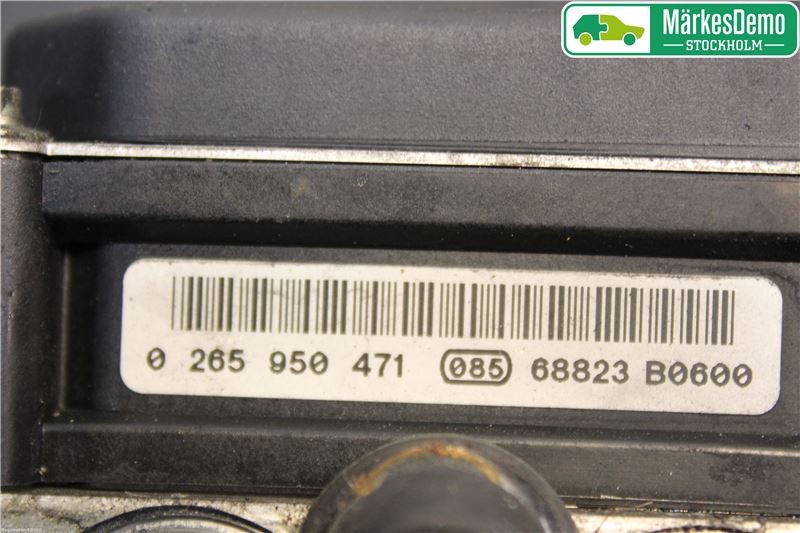 MärkesDemo
STOCKHOLM
0 265 950 471 085 68823 B0600